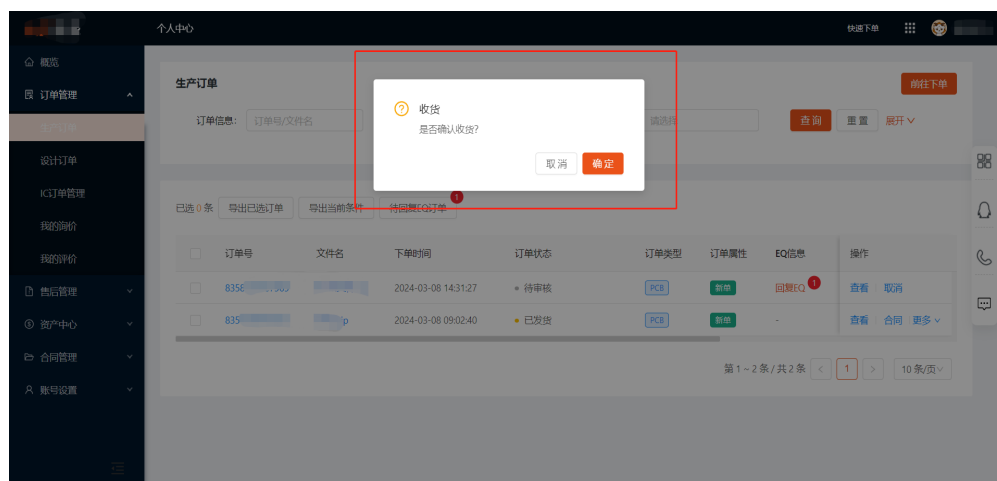 个人中心 快速下单
概览
订单管理
生产订单
设计订单
IC订单管理
我的询价
我的评价
售后管理
资产中心
合同管理
账号设置
生产订单 前往下单
订单信息： 订单号/文件名 请选择 查询 重置 展开
收货
是否确认收货?
取消 确定
已选 0 条 导出已选订单 导出当前条件 待回复EQ订单 1
订单号 文件名 下单时间 订单状态 订单类型 订单属性 EQ信息 操作
2024-03-08 14:31:27 待审核 PCB 新单 回复EQ 1 查看 取消
835 p 2024-03-08 09:02:40 已发货 PCB 新单 - 查看 合同 更多
第 1 ~ 2 条 / 共 2 条 < 1 > 10 条/页